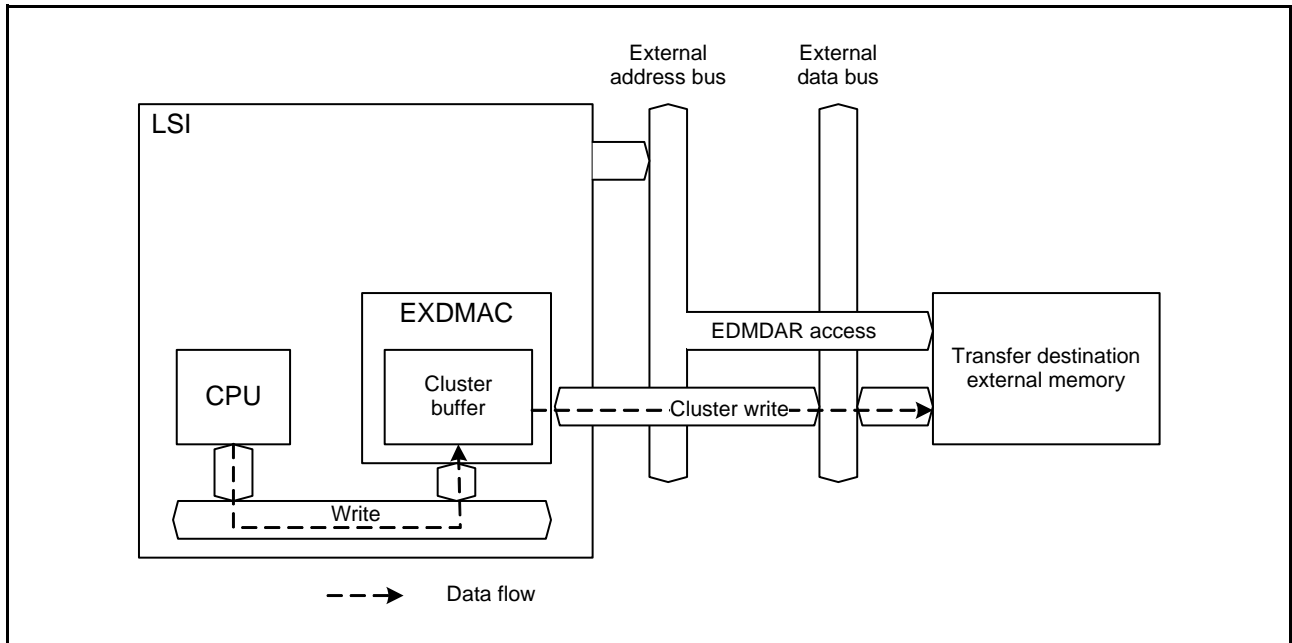 External
address bus
External
data bus
LSI
EXDMAC
EDMDAR access
Transfer destination
external memory
CPU
Cluster
buffer
Cluster write
Write
Data flow